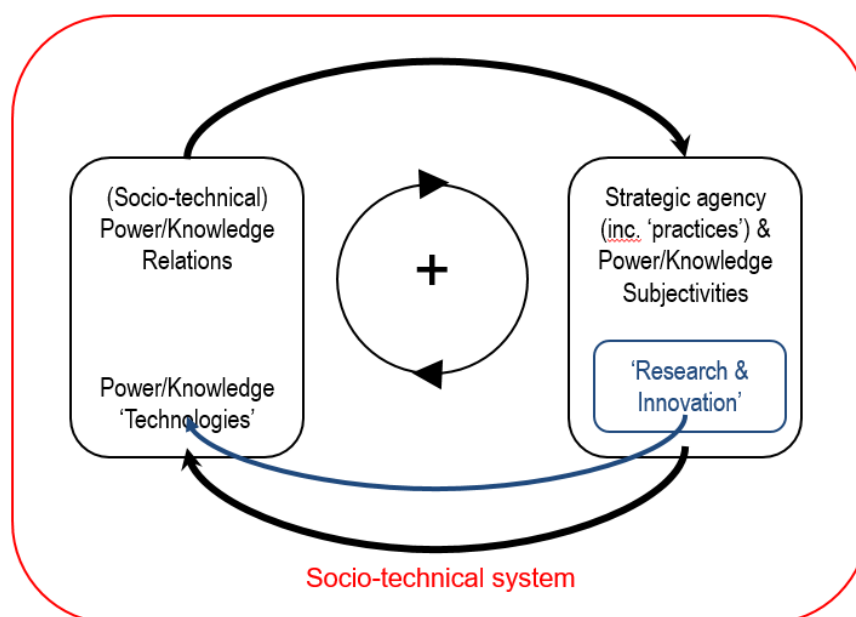 (Socio-technical)
Power/Knowledge
Relations
Power/Knowledge
‘Technologies’
+
Strategic agency
(inc. ‘practices’) &
Power/Knowledge
Subjectivities
‘Research &
Innovation’
Socio-technical system